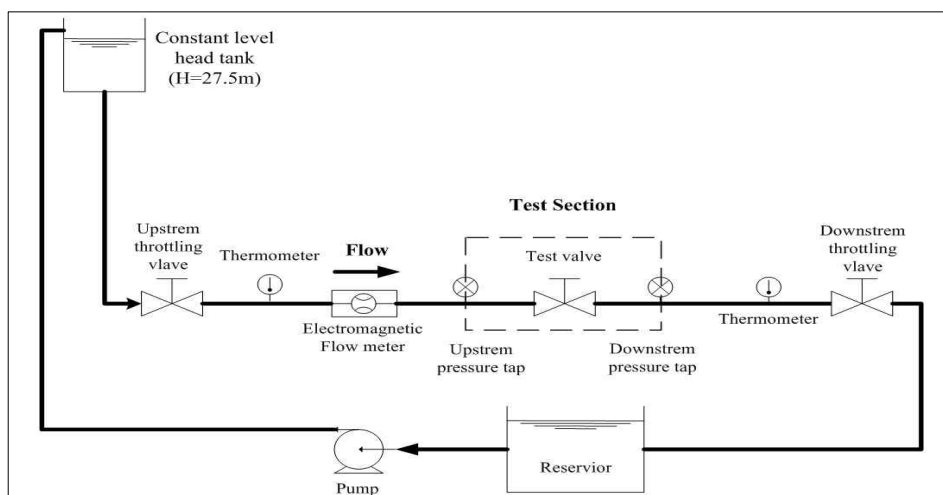 Constant level
head tank
(H=27.5m)
Test Section
Upstrem
throttling
vlave
Thermometer
Flow
Test valve
Downstrem
throttling
vlave
Electromagnetic
Flow meter
Upstrem
pressure tap
Downstrem
pressure tap
Thermometer
Reservior
Pump